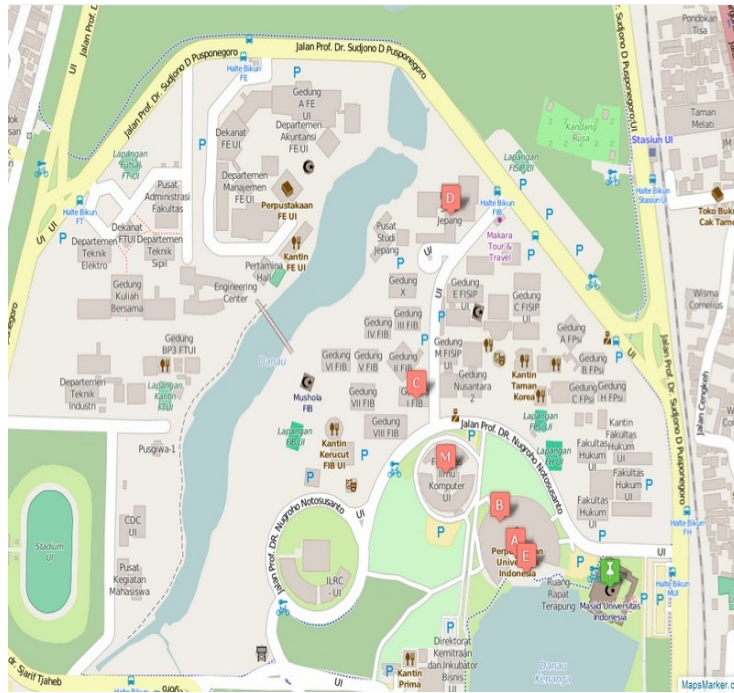 Jalan Prof. Dr. Sudjono D Pusponegoro
Jalan Prof. Dr. Sudjono D Pusponegoro
UI
Halte Bikun
FE
Gedung
A FE
UI
Dekanat
FE UI
Departemen
Akuntansi
FE UI
Departemen
Manajemen
FE UI
Perpustakaan
FE UI
Kantin
FE UI
Lapangan
Futsal
FT-UI
Halte Bikun
FT
Pusat
Administrasi
Fakultas
Dekanat
FTUI
Departemen
Teknik
Elektro
Departemen
Teknik
Sipil
Gedung
Kuliah
Bersama
Engineering
Center
Pertamina
Hall
Gedung
BP3 FTUI
Departemen
Teknik
Industri
Lapangan
Pusgiwa-1
CDC UI
Pusat
Kegiatan
Mahasiswa
Stadium
UI
Danau
Mushola
FIB
Lapangan
FIB UI
Kantin
Kerucut
FIB UI
Gedung
VI FIB
Gedung
V FIB
Gedung
IV FIB
Gedung
III FIB
Gedung
II FIB
C
I FIB
Gedung
VII FIB
Gedung
VIII FIB
Gedung
X
Pusat
Studi
Jepang
D
Jepang
UI
UI
Halte Bikun
FIB
Makara
Tour &
Travel
Lapangan
FISIP UI
Kandang
Rusa
Stasiun UI
Halte Bikun
Stasiun UI
Pondokan
Tisa
Taman
Melati
JM
Toko Buku
Cak Tarno
Wisma
Cornelius
Jalan Cengkeh
Gedung
E FISIP
UI
Gedung
C FISIP
UI
Gedung
M FISIP
UI
Gedung
Nusantara
2
Kantin
Taman
Korea
Gedung
A FPsi
Gedung
B FPsi
Gedung
C FPsi
Gedung
H FPsi
Lapangan
FPsi UI
Lapangan
FH UI
Kantin
Fakultas
Hukum UI
Fakultas
Hukum
UI
Fakultas
Hukum
UI
Fakultas
Hukum
UI
Halte Bikun
FH
Jalan Prof. DR. Nugroho Notosusanto
M
Ilmu
Komputer
UI
B
A
E
Indonesia
Ruang
Rapat
Terapung
Masjid Universitas
Indonesia
Halte Bikun
MUI
UI
Jalan Prof. DR. Nugroho Notosusanto
UI
ILRC
- UI
Direktorat
Kemitraan
dan Inkubator
Bisnis
UI
Kantin
Prima
Danau
Kenanga
UI
dr. Sjarif Tjaheb